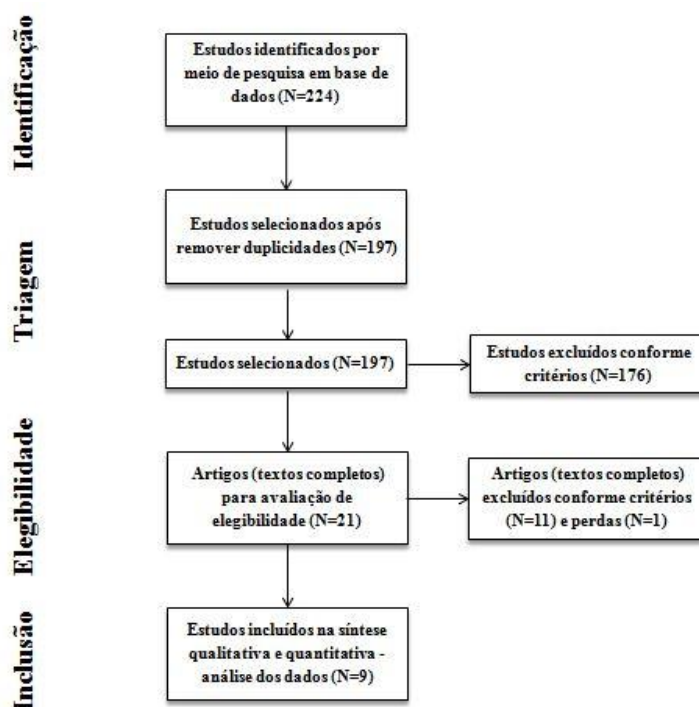 Identificação
Estudos identificados por
meio de pesquisa em base de
dados (N=224)
Triagem
Estudos selecionados após
remover duplicidades (N=197)
Estudos selecionados (N=197)
Estudos excluídos conforme
critérios (N=176)
Elegibilidade
Artigos (textos completos)
para avaliação de
elegibilidade (N=21)
Artigos (textos completos)
excluídos conforme critérios
(N=11) e perdas (N=1)
Inclusão
Estudos incluídos na síntese
qualitativa e quantitativa -
análise dos dados (N=9)